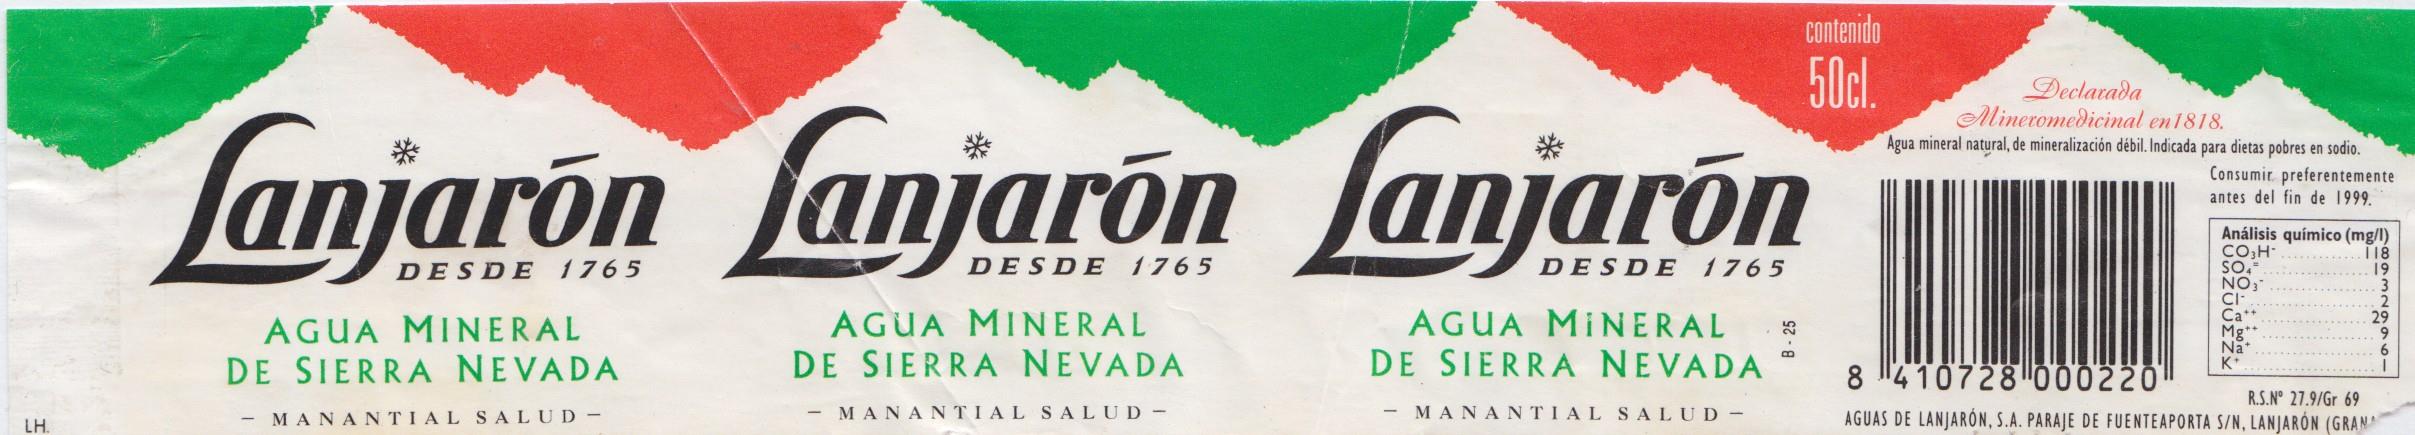 Lanjarón
DESDE 1765
AGUA MINERAL
DE SIERRA NEVADA
- MANANTIAL SALUD -
LH.
Lanjarón
DESDE 1765
AGUA MINERAL
DE SIERRA NEVADA
- MANANTIAL SALUD -
Lanjarón
DESDE 1765
AGUA MINERAL
DE SIERRA NEVADA
- MANANTIAL SALUD -
B - 25
contenido
50cl.
Declarada
Mineromedicinal en 1818.
Agua mineral natural, de mineralización débil. Indicada para dietas pobres en sodio.
Consumir preferentemente
antes del fin de 1999.
Análisis químico (mg/l)
CO₃H⁻ 118
SO₄⁼ 19
NO₃⁻ 3
Cl⁻ 2
Ca⁺⁺ 29
Mg⁺⁺ 9
Na⁺ 6
K⁺ 1
8 410728 000220
R.S.Nº 27.9/Gr 69
AGUAS DE LANJARÓN, S.A. PARAJE DE FUENTEAPORTA S/N, LANJARÓN (GRANA